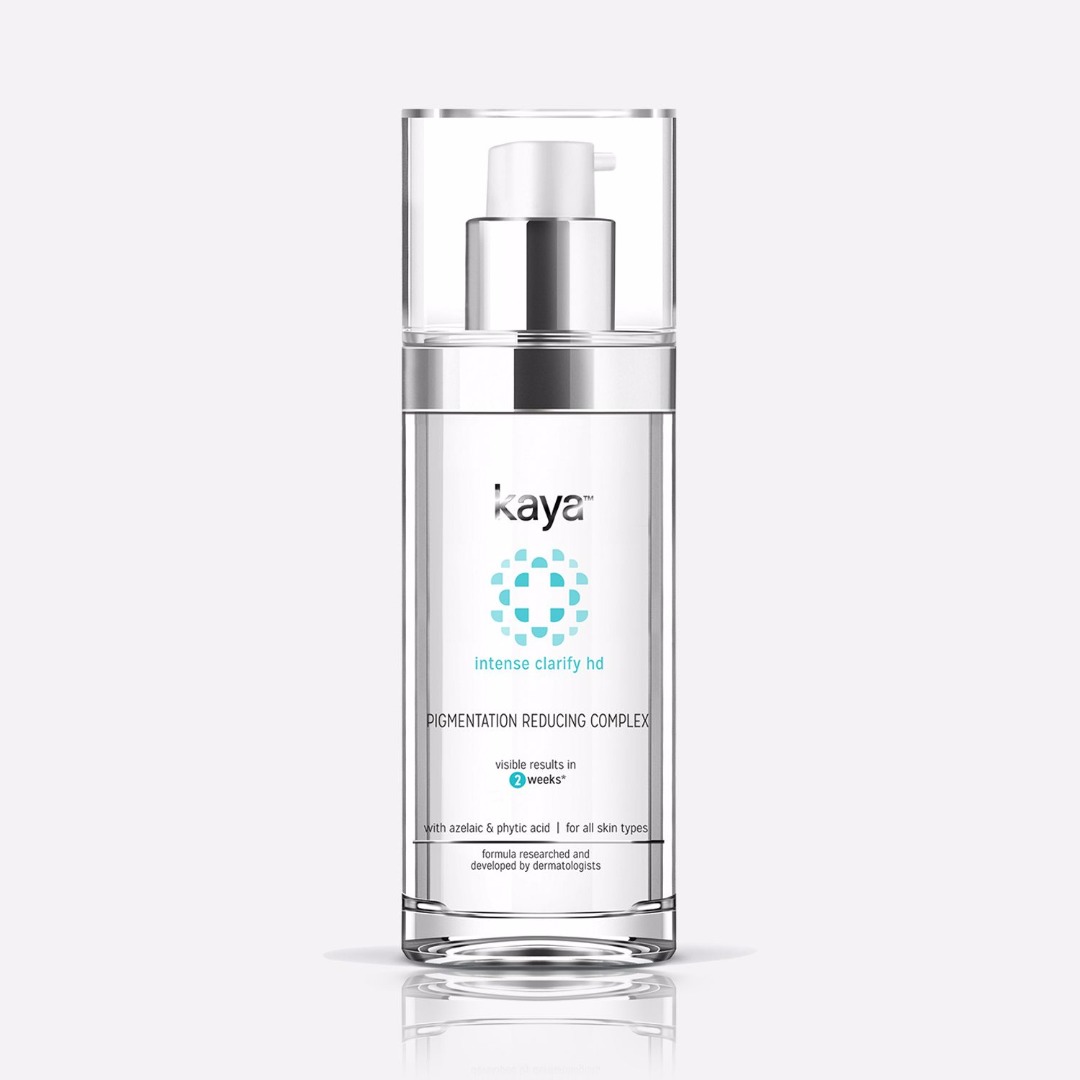 kaya™
intense clarify hd
PIGMENTATION REDUCING COMPLEX
visible results in
2 weeks*
with azelaic & phytic acid | for all skin types
formula researched and
developed by dermatologists